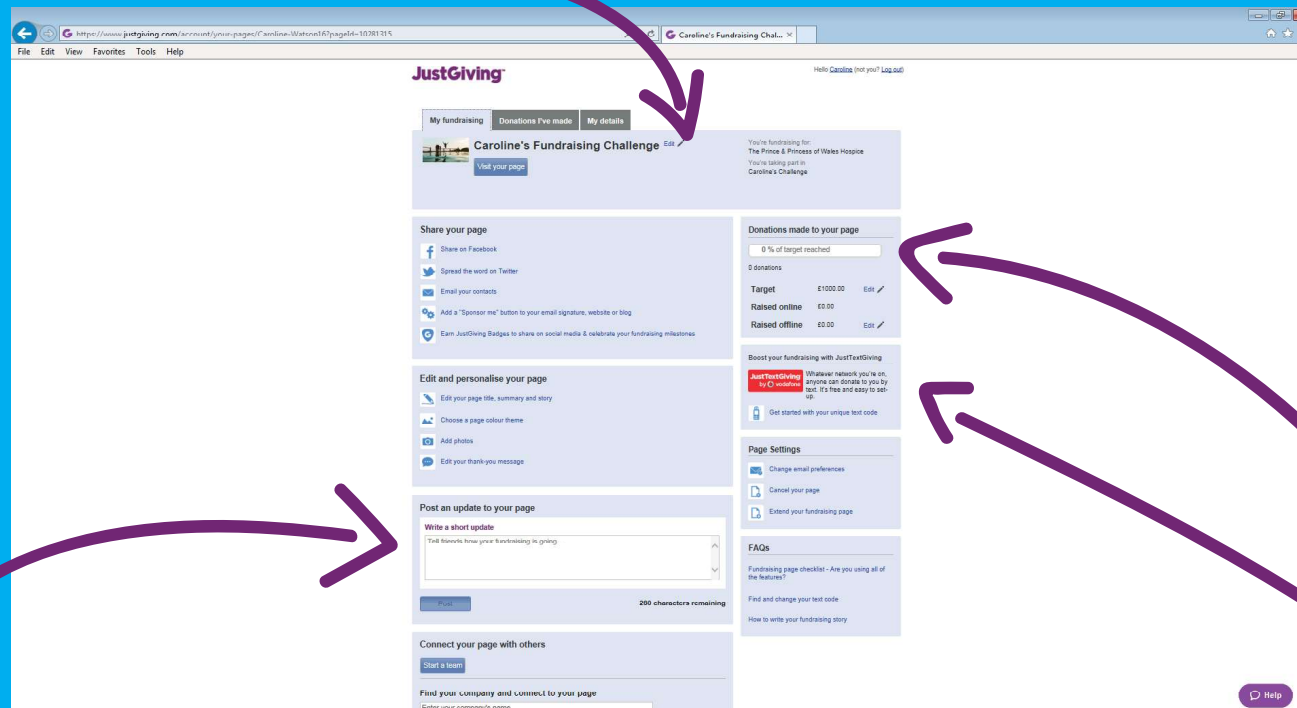 https://www.justgiving.com/account/your-pages/Caroline-Watson16?pageId=10281315
Caroline's Fundraising Chal...
File Edit View Favorites Tools Help
JustGiving
Hello Caroline (not you? Log out)
My fundraising Donations I've made My details
Caroline's Fundraising Challenge Edit
Visit your page
You're fundraising for:
The Prince & Princess of Wales Hospice
You're taking part in
Caroline's Challenge
Share your page
Share on Facebook
Spread the word on Twitter
Email your contacts
Add a "Sponsor me" button to your email signature, website or blog
Earn JustGiving Badges to share on social media & celebrate your fundraising milestones
Donations made to your page
0 % of target reached
0 donations
Target £1000.00 Edit
Raised online £0.00
Raised offline £0.00 Edit
Boost your fundraising with JustTextGiving
JustTextGiving
by vodafone
Whatever network you're on,
anyone can donate to you by
text. It's free and easy to set-
up.
Get started with your unique text code
Edit and personalise your page
Edit your page title, summary and story
Choose a page colour theme
Add photos
Edit your thank-you message
Page Settings
Change email preferences
Cancel your page
Extend your fundraising page
Post an update to your page
Write a short update
Tell friends how your fundraising is going
Post
200 characters remaining
FAQs
Fundraising page checklist - Are you using all of
the features?
Find and change your text code
How to write your fundraising story
Connect your page with others
Start a team
Find your company and connect to your page
Enter your company's name
Help